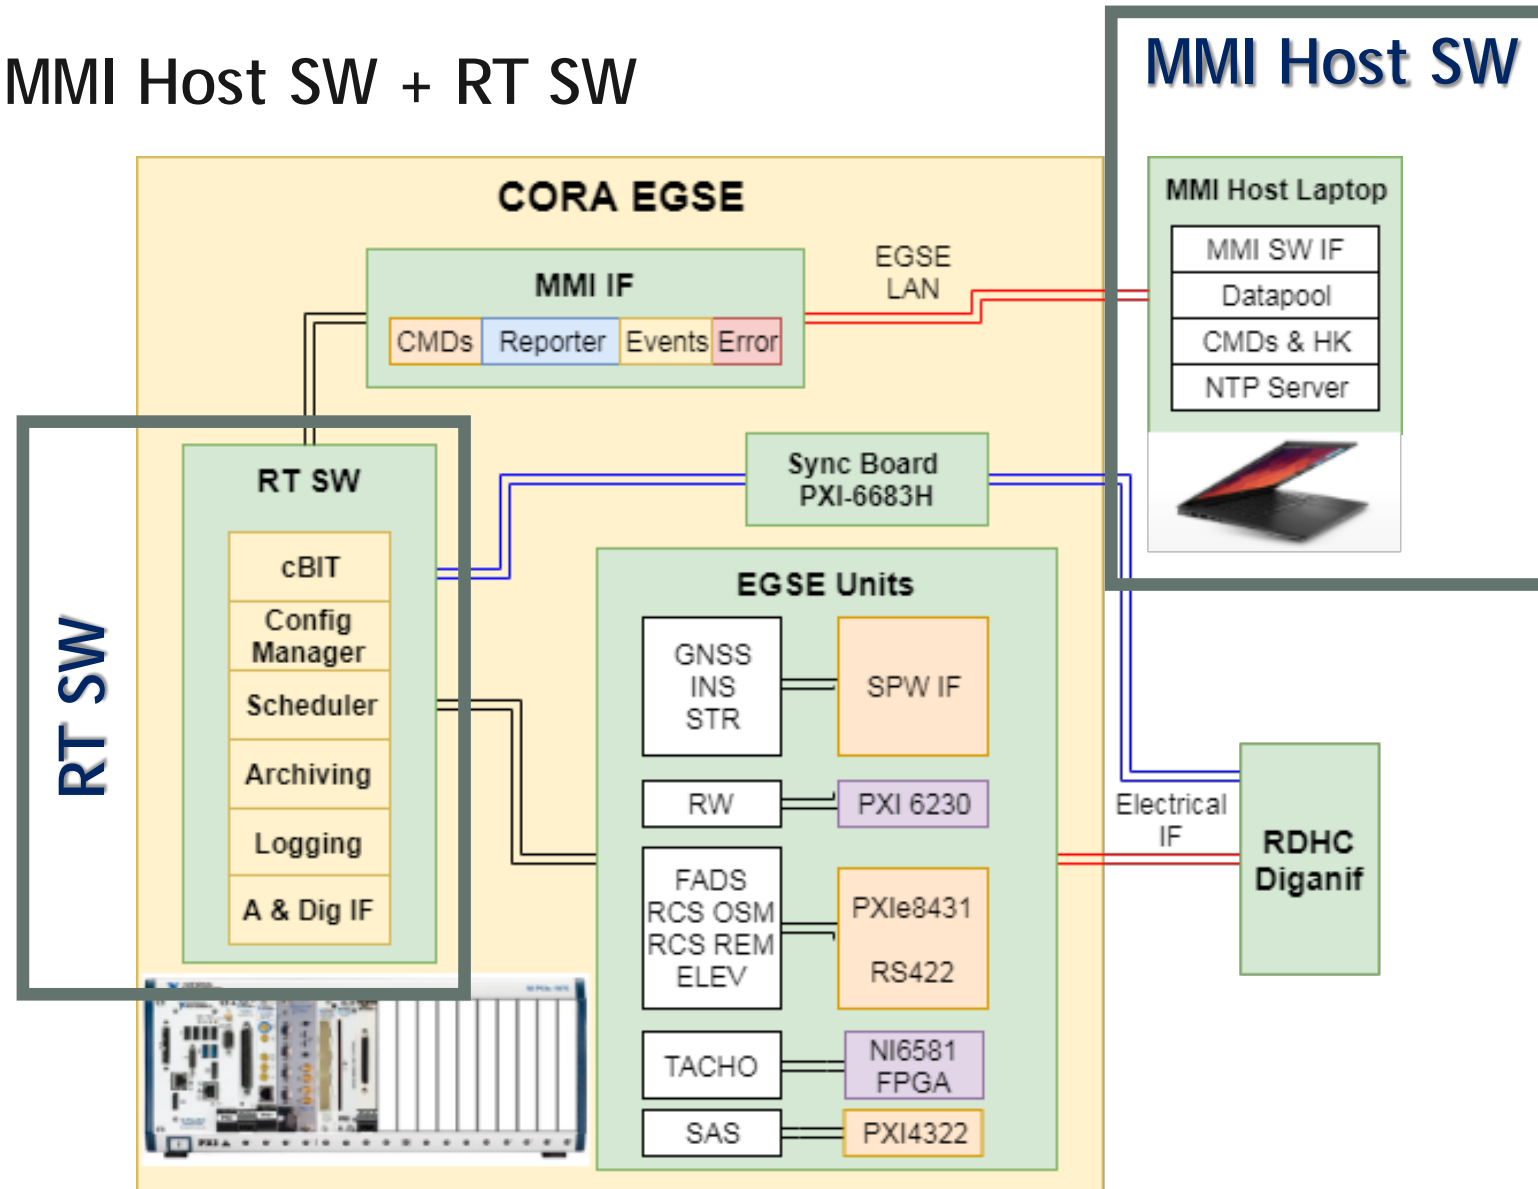 MMI Host SW + RT SW
MMI Host SW
CORA EGSE
MMI IF
CMDs Reporter Events Error
EGSE
LAN
MMI Host Laptop
MMI SW IF
Datapool
CMDs & HK
NTP Server
RT SW
RT SW
cBIT
Config
Manager
Scheduler
Archiving
Logging
A & Dig IF
Sync Board
PXI-6683H
EGSE Units
GNSS
INS
STR
SPW IF
RW
PXI 6230
FADS
RCS OSM
RCS REM
ELEV
PXIe8431
RS422
TACHO
NI6581
FPGA
SAS
PXI4322
Electrical
IF
RDHC
Diganif
PXI